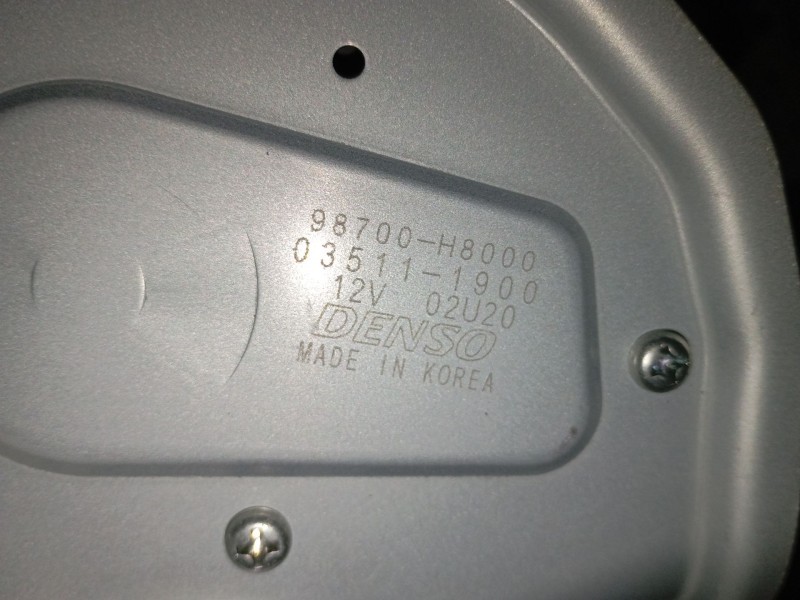 98700-H8000
03511-1900
12V 02U20
DENSO
MADE IN KOREA